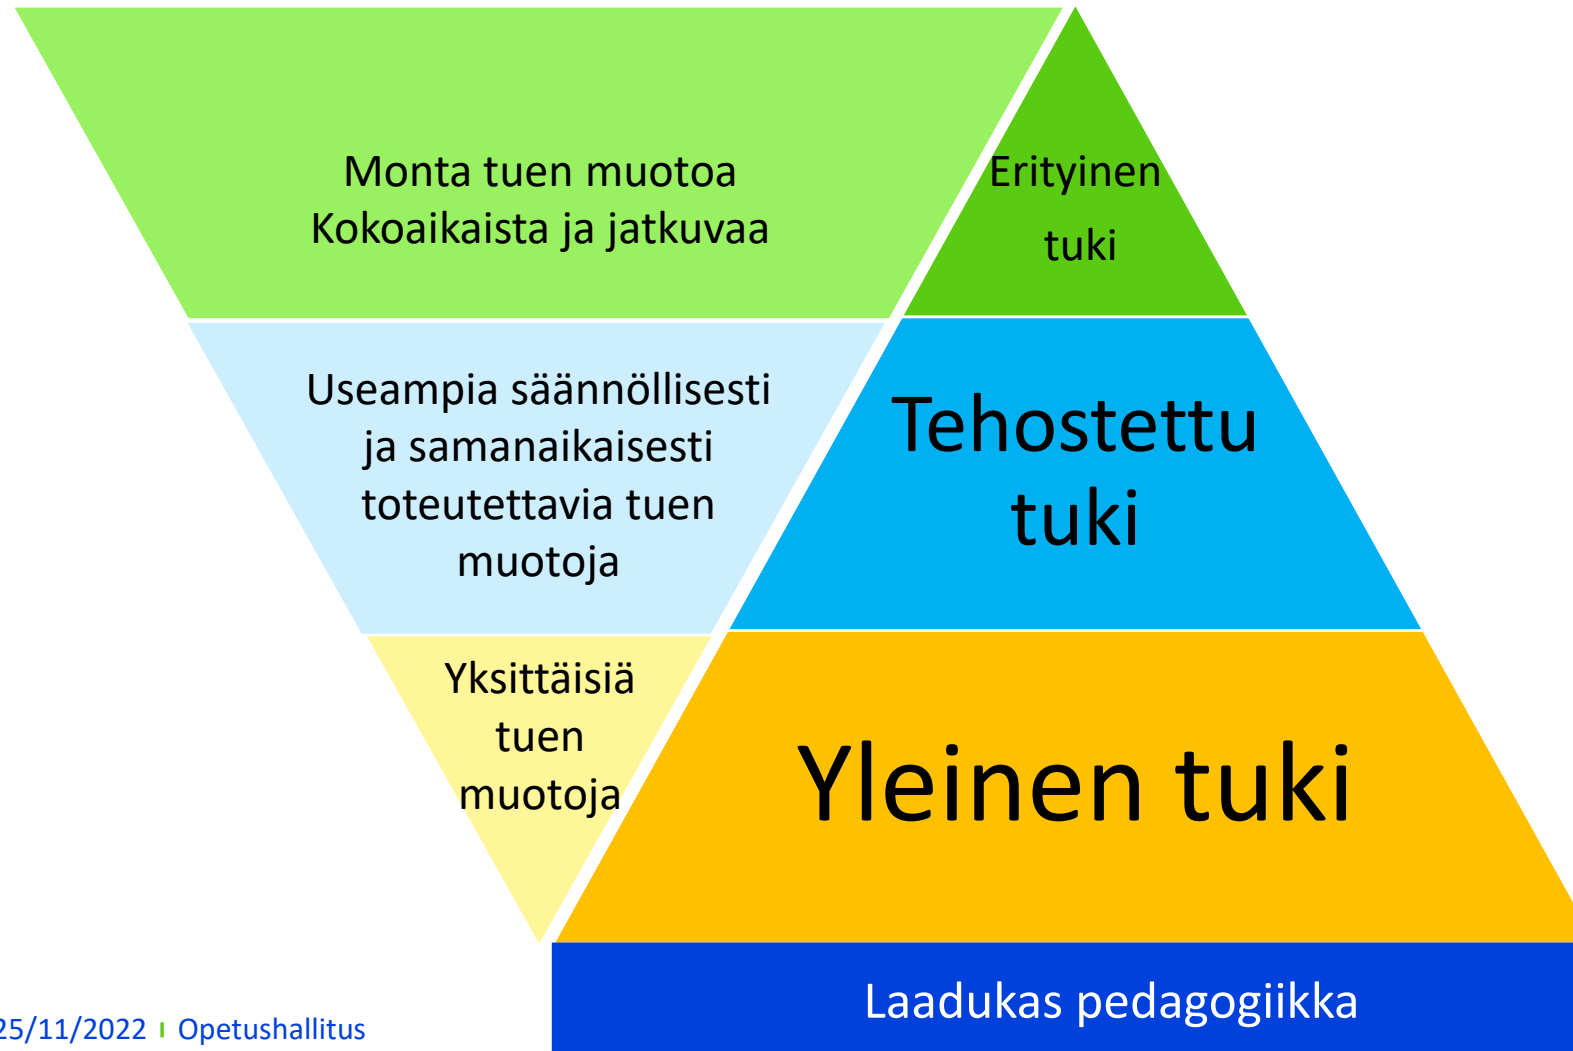 Monta tuen muotoa
Kokoaikaista ja jatkuvaa
Erityinen
tuki
Useampia säännöllisesti
ja samanaikaisesti
toteutettavia tuen
muotoja
Tehostettu
tuki
Yksittäisiä
tuen
muotoja
Yleinen tuki
Laadukas pedagogiikka
25/11/2022 I Opetushallitus